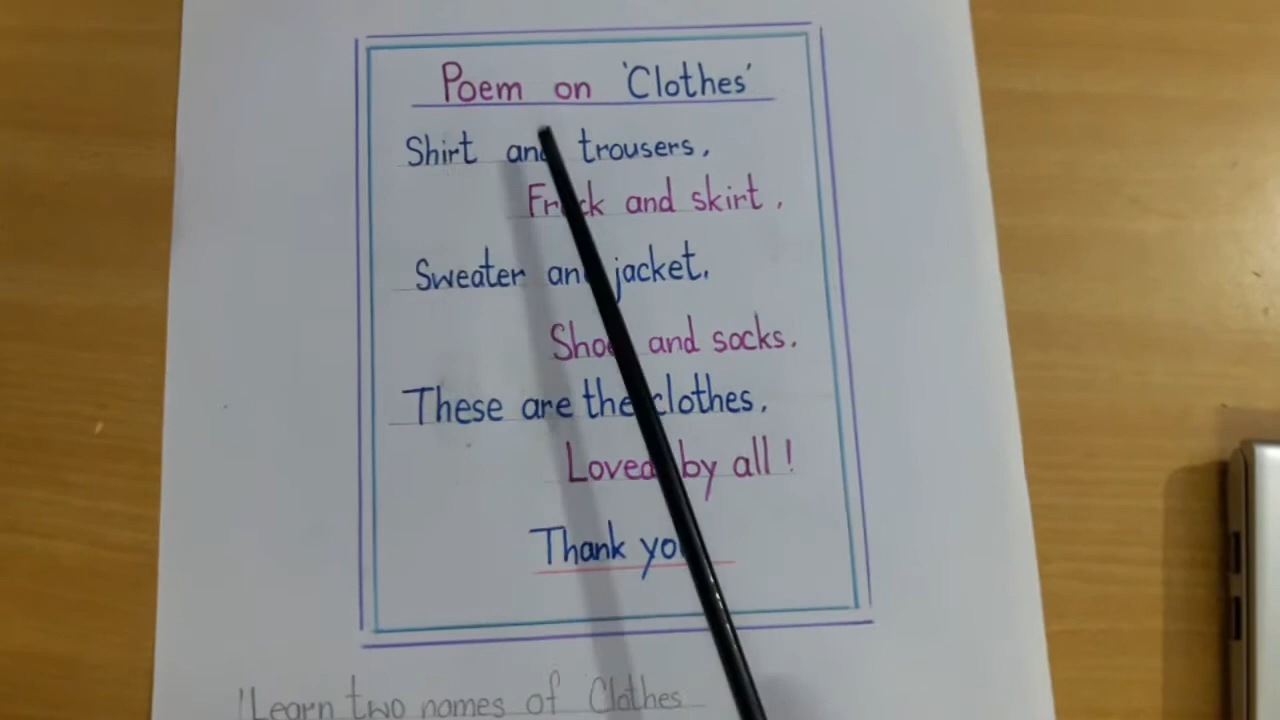 Poem on 'Clothes'
Shirt and trousers,
Frock and skirt,
Sweater and jacket,
and socks.
These are the clothes,
Loved by all!
Thank you
Learn two names of Clothes